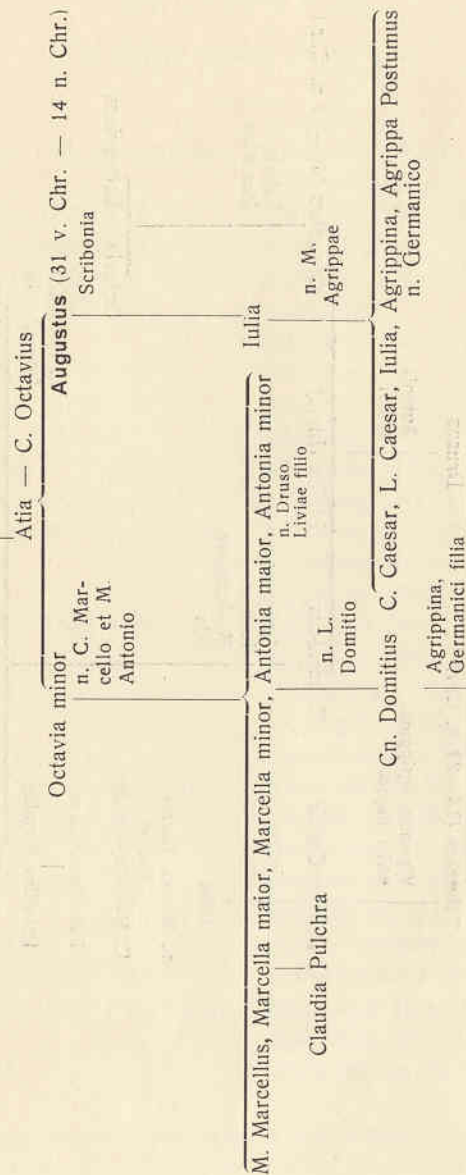 Atia — C. Octavius
Octavia minor
n. C. Mar-
cello et M.
Antonio
Augustus (31 v. Chr. — 14 n. Chr.)
Scribonia
M. Marcellus, Marcella maior, Marcella minor, Antonia maior, Antonia minor
n. Druso
Liviae filio
Iulia
n. M.
Agrippae
Claudia Pulchra
n. L.
Domitio
Cn. Domitius
C. Caesar, L. Caesar, Iulia, Agrippina, Agrippa Postumus
n. Germanico
Agrippina,
Germanici filia